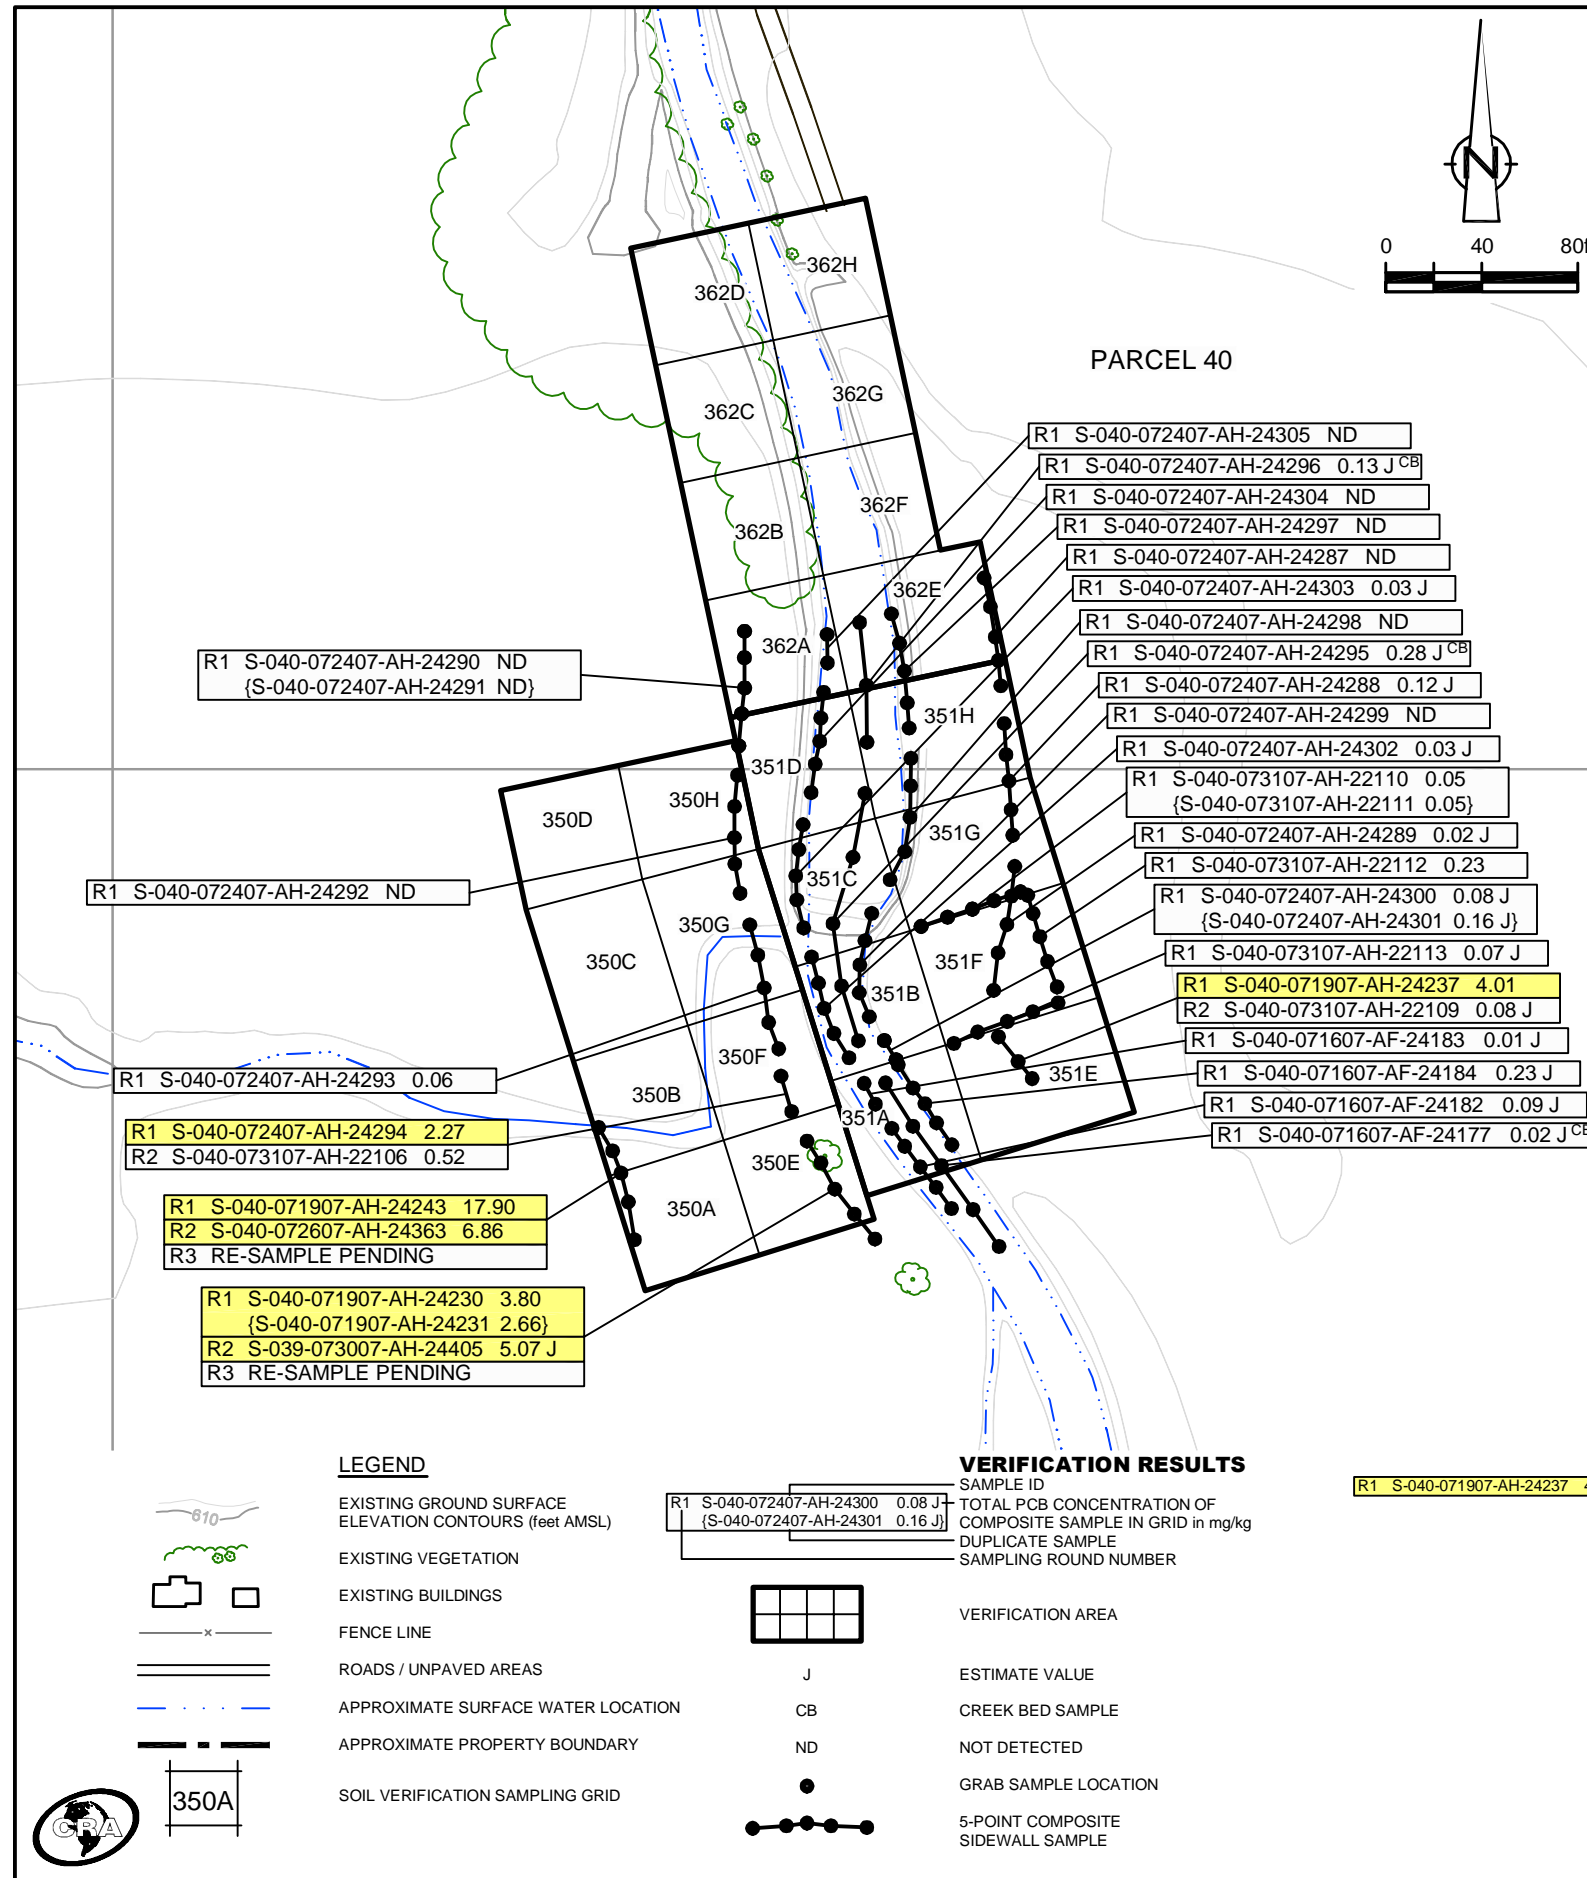 N
0 40 80f
PARCEL 40
362H
362D
362G
362C
362F
362B
362E
362A
351H
351D
350H
350D
351G
351C
350G
350C
351F
351B
350F
351E
350B
351A
350E
350A
R1 S-040-072407-AH-24305 ND
R1 S-040-072407-AH-24296 0.13 J CB
R1 S-040-072407-AH-24304 ND
R1 S-040-072407-AH-24297 ND
R1 S-040-072407-AH-24287 ND
R1 S-040-072407-AH-24303 0.03 J
R1 S-040-072407-AH-24298 ND
R1 S-040-072407-AH-24295 0.28 J CB
R1 S-040-072407-AH-24288 0.12 J
R1 S-040-072407-AH-24299 ND
R1 S-040-072407-AH-24302 0.03 J
R1 S-040-073107-AH-22110 0.05
{S-040-073107-AH-22111 0.05}
R1 S-040-072407-AH-24289 0.02 J
R1 S-040-073107-AH-22112 0.23
R1 S-040-072407-AH-24300 0.08 J
{S-040-072407-AH-24301 0.16 J}
R1 S-040-073107-AH-22113 0.07 J
R1 S-040-071907-AH-24237 4.01
R2 S-040-073107-AH-22109 0.08 J
R1 S-040-071607-AF-24183 0.01 J
R1 S-040-071607-AF-24184 0.23 J
R1 S-040-071607-AF-24182 0.09 J
R1 S-040-071607-AF-24177 0.02 J CB
R1 S-040-072407-AH-24290 ND
{S-040-072407-AH-24291 ND}
R1 S-040-072407-AH-24292 ND
R1 S-040-072407-AH-24293 0.06
R1 S-040-072407-AH-24294 2.27
R2 S-040-073107-AH-22106 0.52
R1 S-040-071907-AH-24243 17.90
R2 S-040-072607-AH-24363 6.86
R3 RE-SAMPLE PENDING
R1 S-040-071907-AH-24230 3.80
{S-040-071907-AH-24231 2.66}
R2 S-039-073007-AH-24405 5.07 J
R3 RE-SAMPLE PENDING
LEGEND
610
EXISTING GROUND SURFACE
ELEVATION CONTOURS (feet AMSL)
EXISTING VEGETATION
EXISTING BUILDINGS
x
FENCE LINE
ROADS / UNPAVED AREAS
APPROXIMATE SURFACE WATER LOCATION
APPROXIMATE PROPERTY BOUNDARY
350A
SOIL VERIFICATION SAMPLING GRID
CRA
VERIFICATION RESULTS
R1 S-040-072407-AH-24300 0.08 J
{S-040-072407-AH-24301 0.16 J}
SAMPLE ID
TOTAL PCB CONCENTRATION OF
COMPOSITE SAMPLE IN GRID in mg/kg
DUPLICATE SAMPLE
SAMPLING ROUND NUMBER
R1 S-040-071907-AH-24237
VERIFICATION AREA
J
ESTIMATE VALUE
CB
CREEK BED SAMPLE
ND
NOT DETECTED
GRAB SAMPLE LOCATION
5-POINT COMPOSITE
SIDEWALL SAMPLE